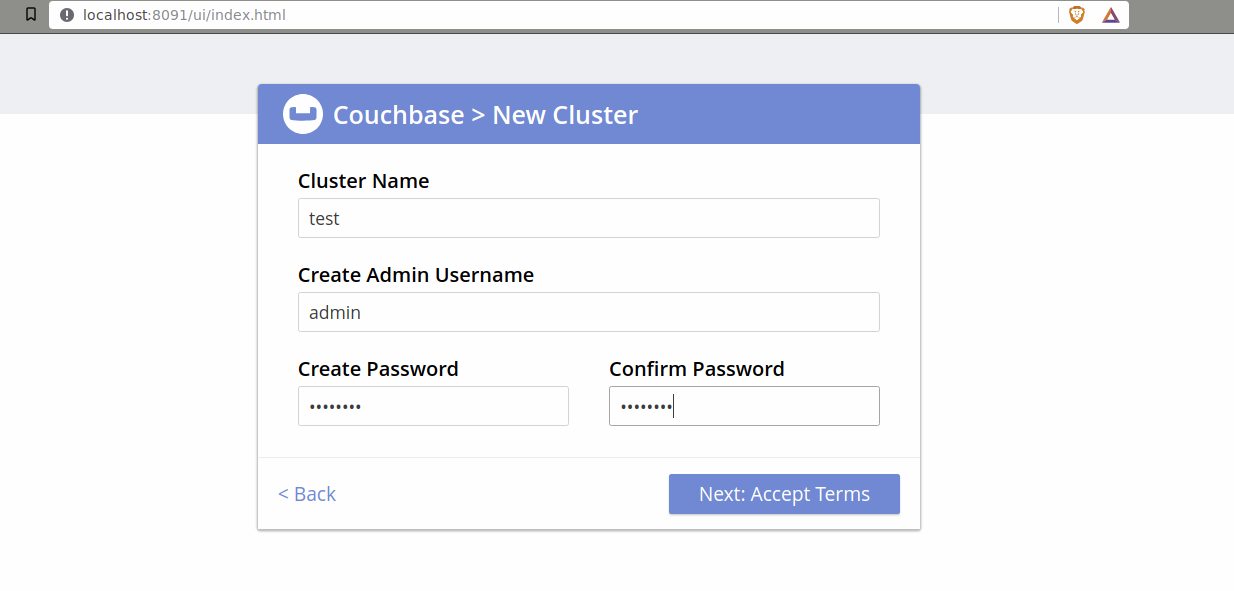 localhost:8091/ui/index.html
Couchbase > New Cluster
Cluster Name
test
Create Admin Username
admin
Create Password Confirm Password
•••••••• ••••••••
< Back Next: Accept Terms